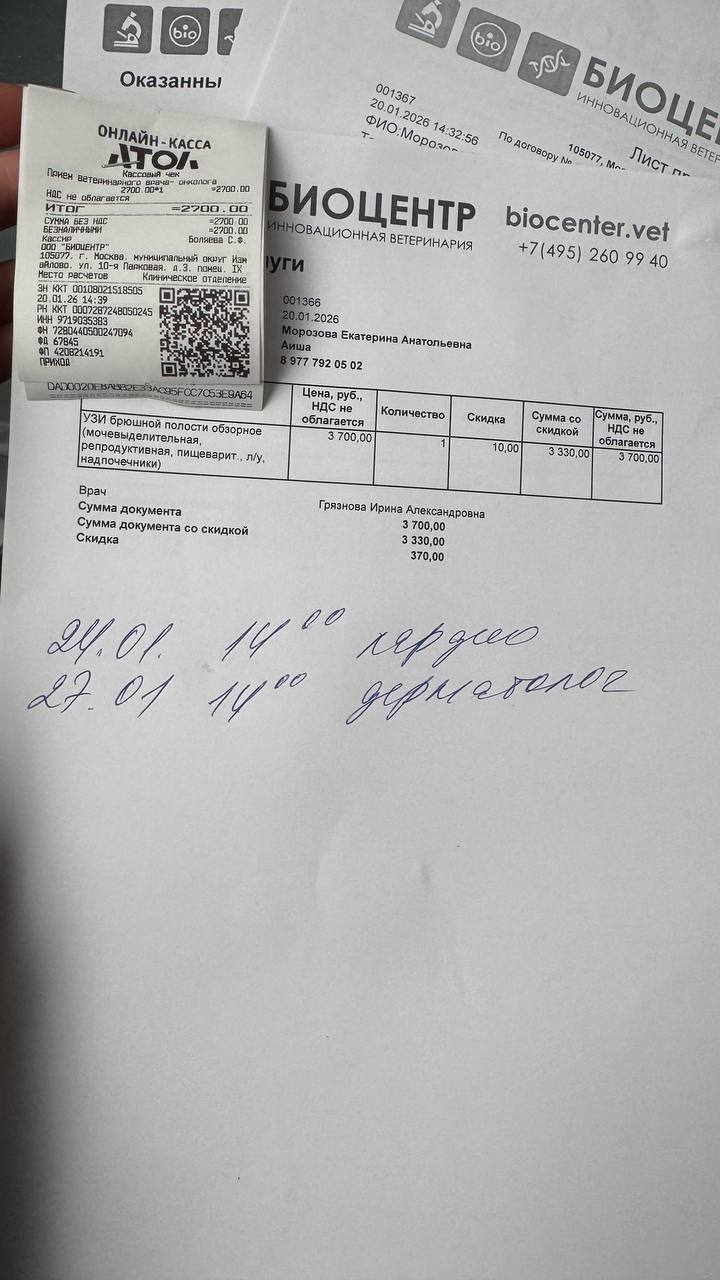 bio
Оказанны
bio
БИОЦЕ
ИННОВАЦИОННАЯ ВЕТЕР
001367
20.01.2026 14:32:56
ФИО:Морозо
По договору №
105077, Мо
Лист
ОНЛАЙН-КАССА
АТОЛ
Кассовый чек
Прием ветеринарного врача- онколога
2700.00*1 =2700.00
НДС не облагается
ИТОГ =2700.00
СУММА БЕЗ НДС =2700.00
БЕЗНАЛИЧНЫМИ =2700.00
Кассир Боляева С.Ф.
ООО "БИОЦЕНТР"
105077, г. Москва, муниципальный округ Изм
айлово, ул. 10-я Парковая, д.3, помещ. IX
Место расчетов Клиническое отделение
ЗН ККТ 00108021518505
20.01.26 14:39
РН ККТ 0007287248050245
ИНН 9719035383
ФН 7280440500247094
ФД 67845
ФП 4208214191
ПРИХОД
БИОЦЕНТР
ИННОВАЦИОННАЯ ВЕТЕРИНАРИЯ
biocenter.vet
+7(495) 260 99 40
уги
001366
20.01.2026
Морозова Екатерина Анатольевна
Аиша
8 977 792 05 02
Цена, руб., НДС не облагается Количество Скидка Сумма со скидкой Сумма, руб., НДС не облагается
УЗИ брюшной полости обзорное 3 700,00 1 10,00 3 330,00 3 700,00
(мочевыделительная,
репродуктивная, пищеварит., л/у,
надпочечники)
Врач Грязнова Ирина Александровна
Сумма документа 3 700,00
Сумма документа со скидкой 3 330,00
Скидка 370,00
24.01. 14 00 кардио
27.01 14 00 дерматолог